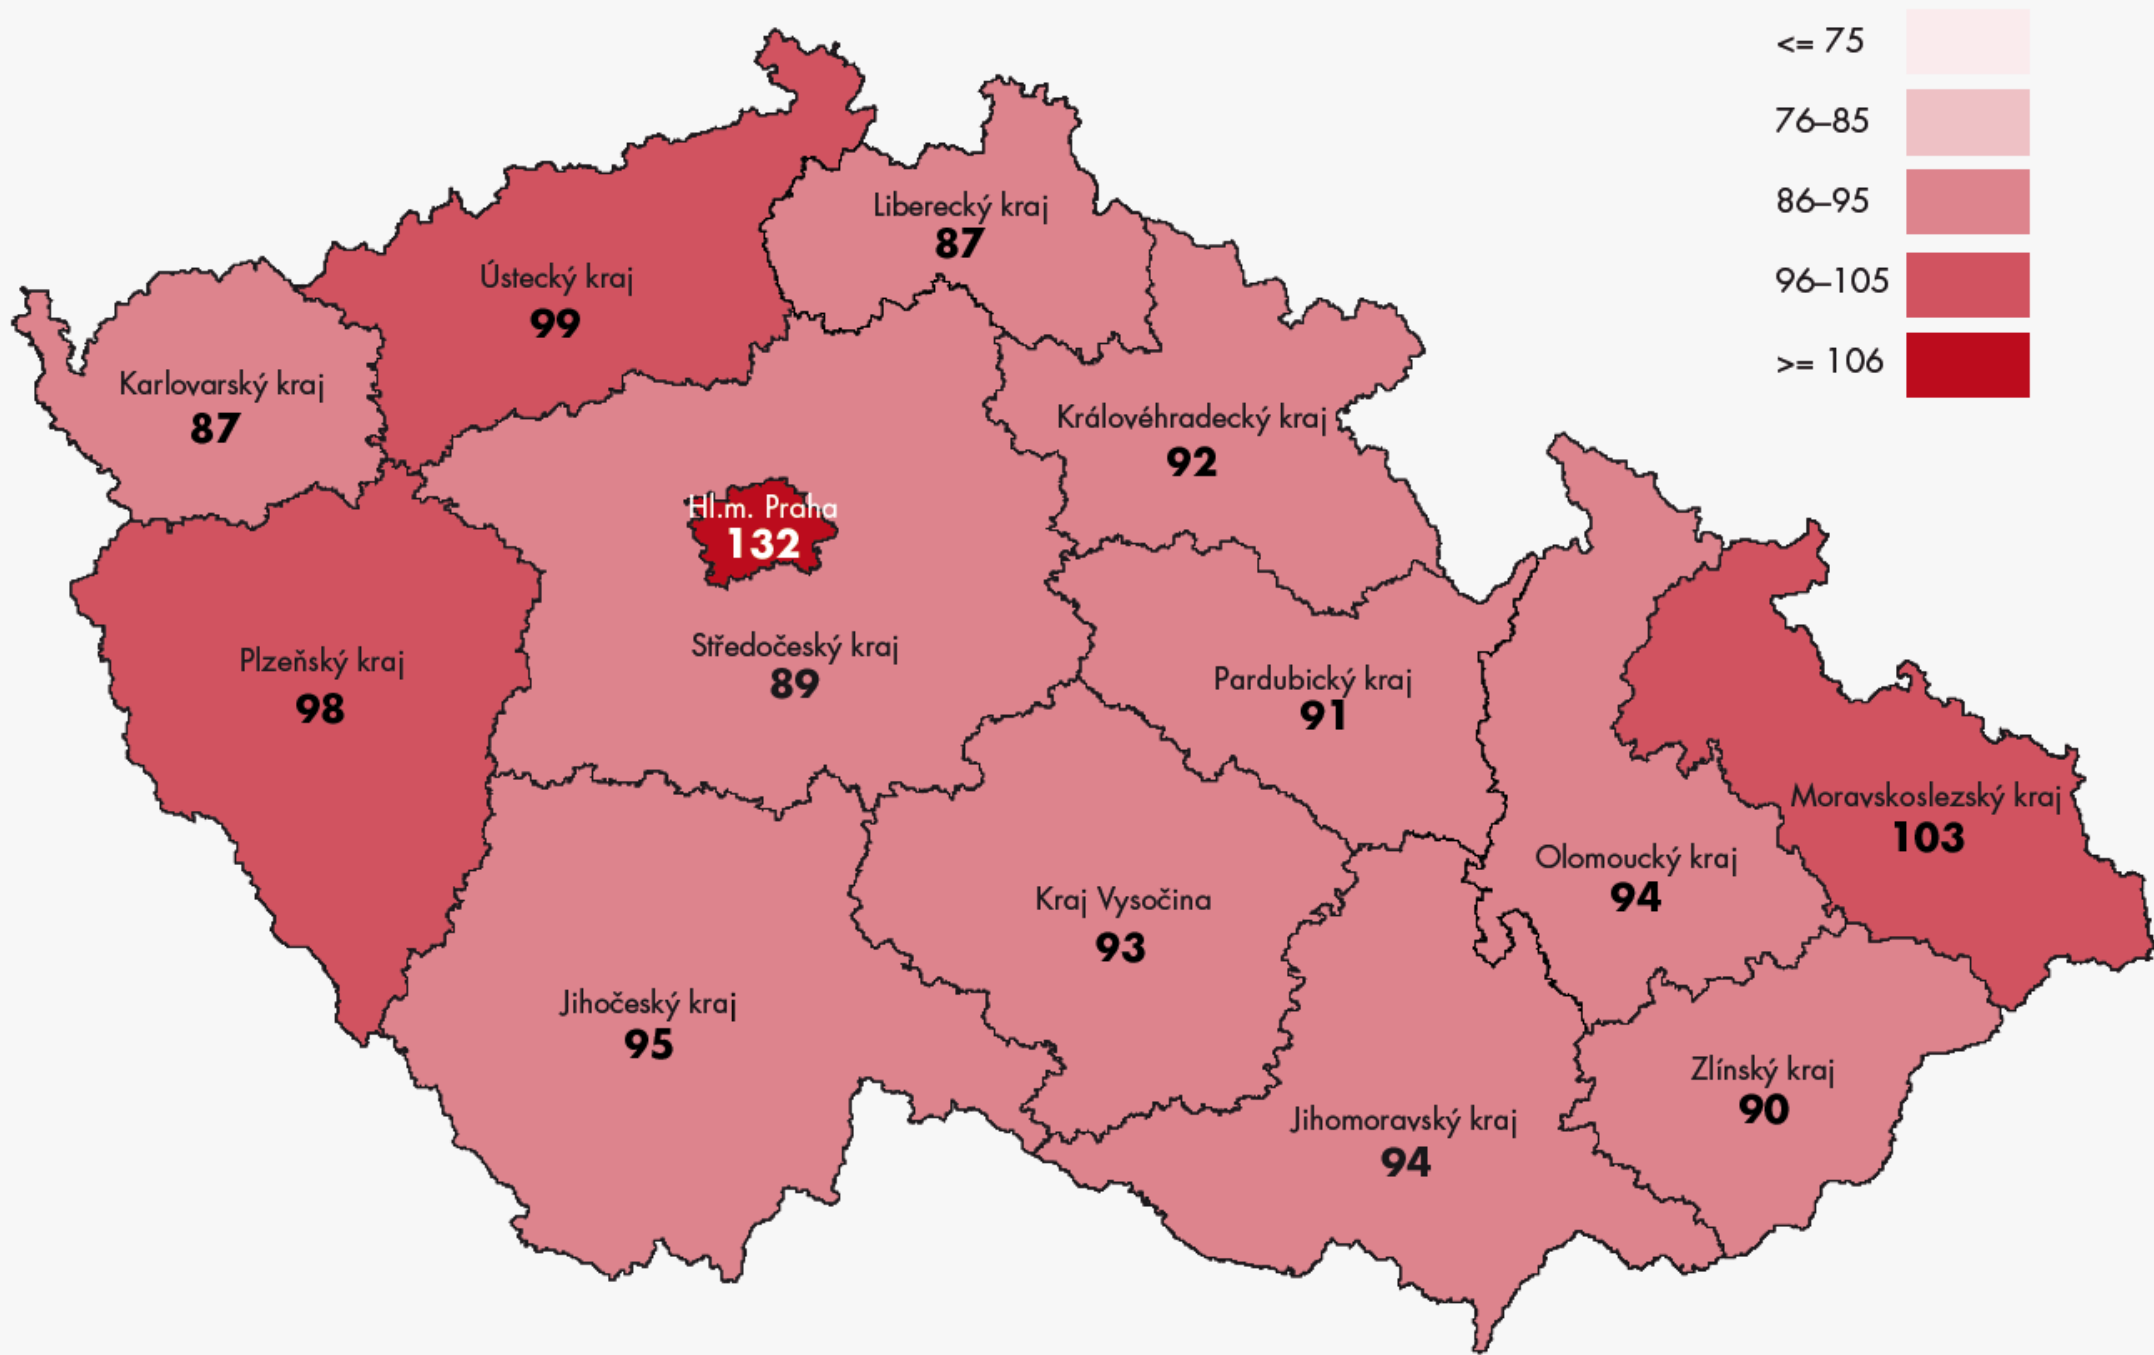 <= 75
76–85
86–95
96–105
>= 106
Liberecký kraj
87
Ústecký kraj
99
Karlovarský kraj
87
Královéhradecký kraj
92
Hl.m. Praha
132
Středočeský kraj
89
Plzeňský kraj
98
Pardubický kraj
91
Moravskoslezský kraj
103
Olomoucký kraj
94
Kraj Vysočina
93
Jihočeský kraj
95
Zlínský kraj
90
Jihomoravský kraj
94